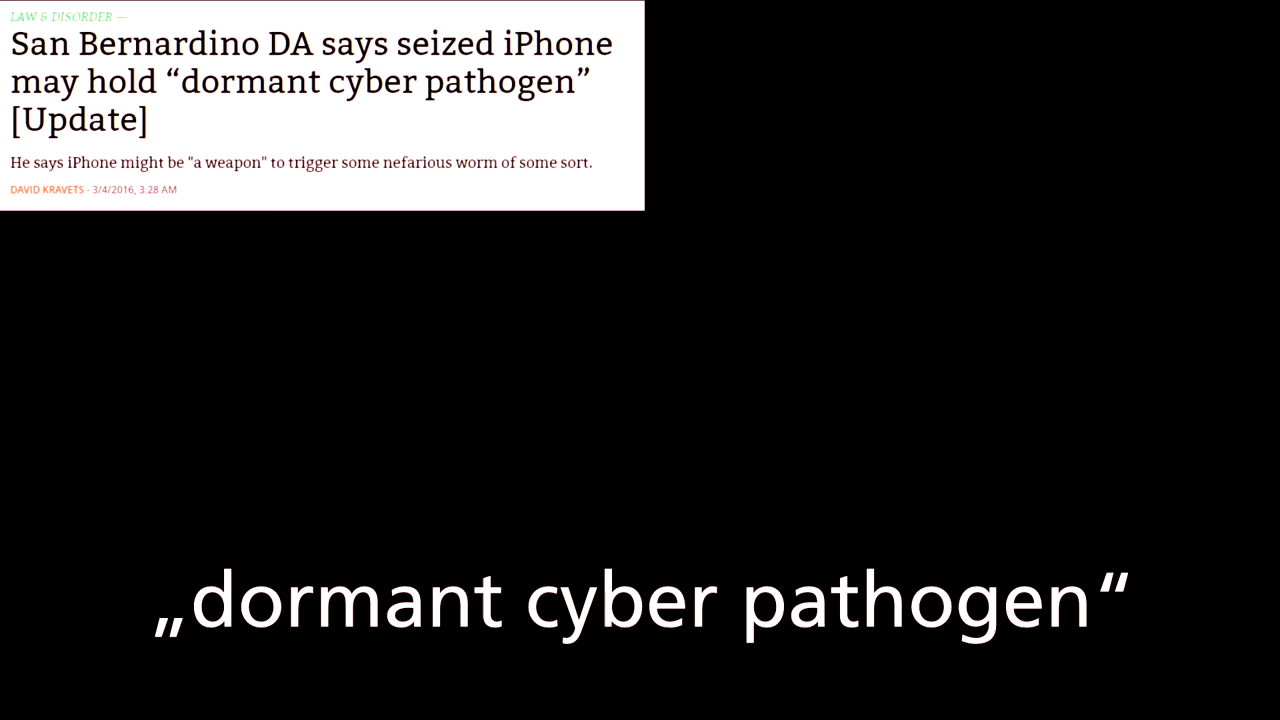 LAW & DISORDER —
San Bernardino DA says seized iPhone
may hold “dormant cyber pathogen”
[Update]
He says iPhone might be "a weapon" to trigger some nefarious worm of some sort.
DAVID KRAVETS - 3/4/2016, 3:28 AM
„dormant cyber pathogen“